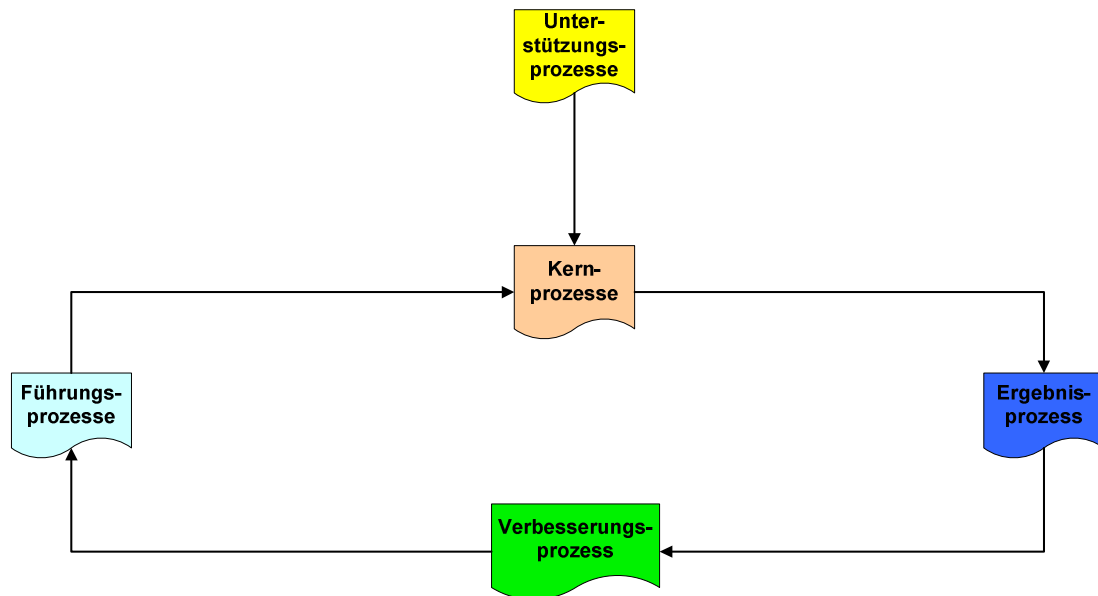 Unter-
stützungs-
prozesse
Kern-
prozesse
Führungs-
prozesse
Ergebnis-
prozess
Verbesserungs-
prozess